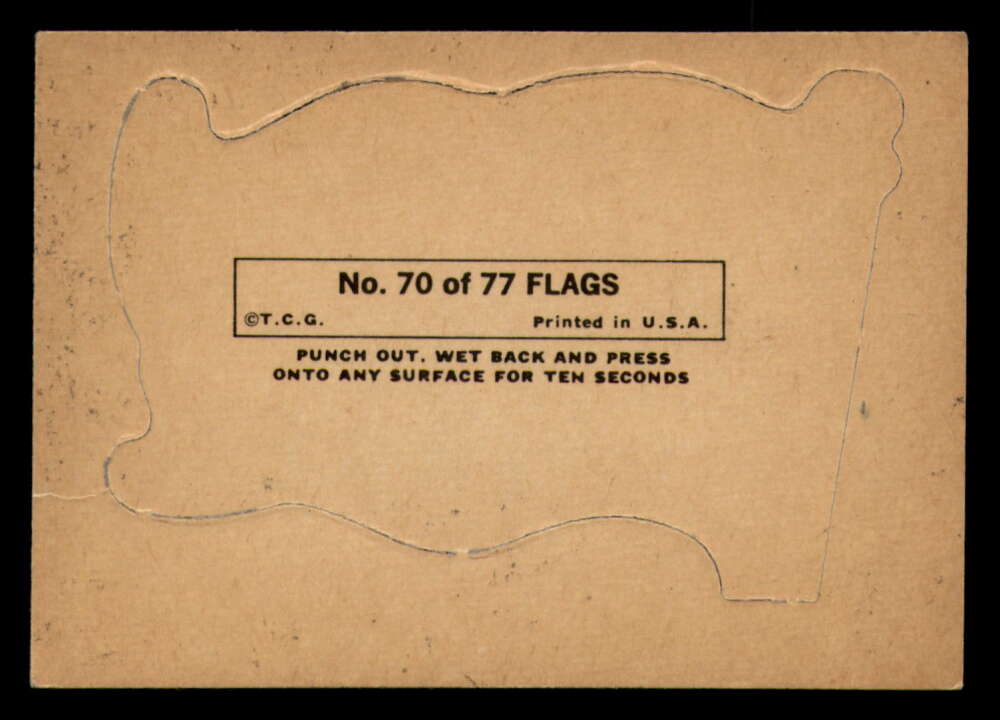 No. 70 of 77 FLAGS
©T.C.G. Printed in U.S.A.
PUNCH OUT. WET BACK AND PRESS
ONTO ANY SURFACE FOR TEN SECONDS